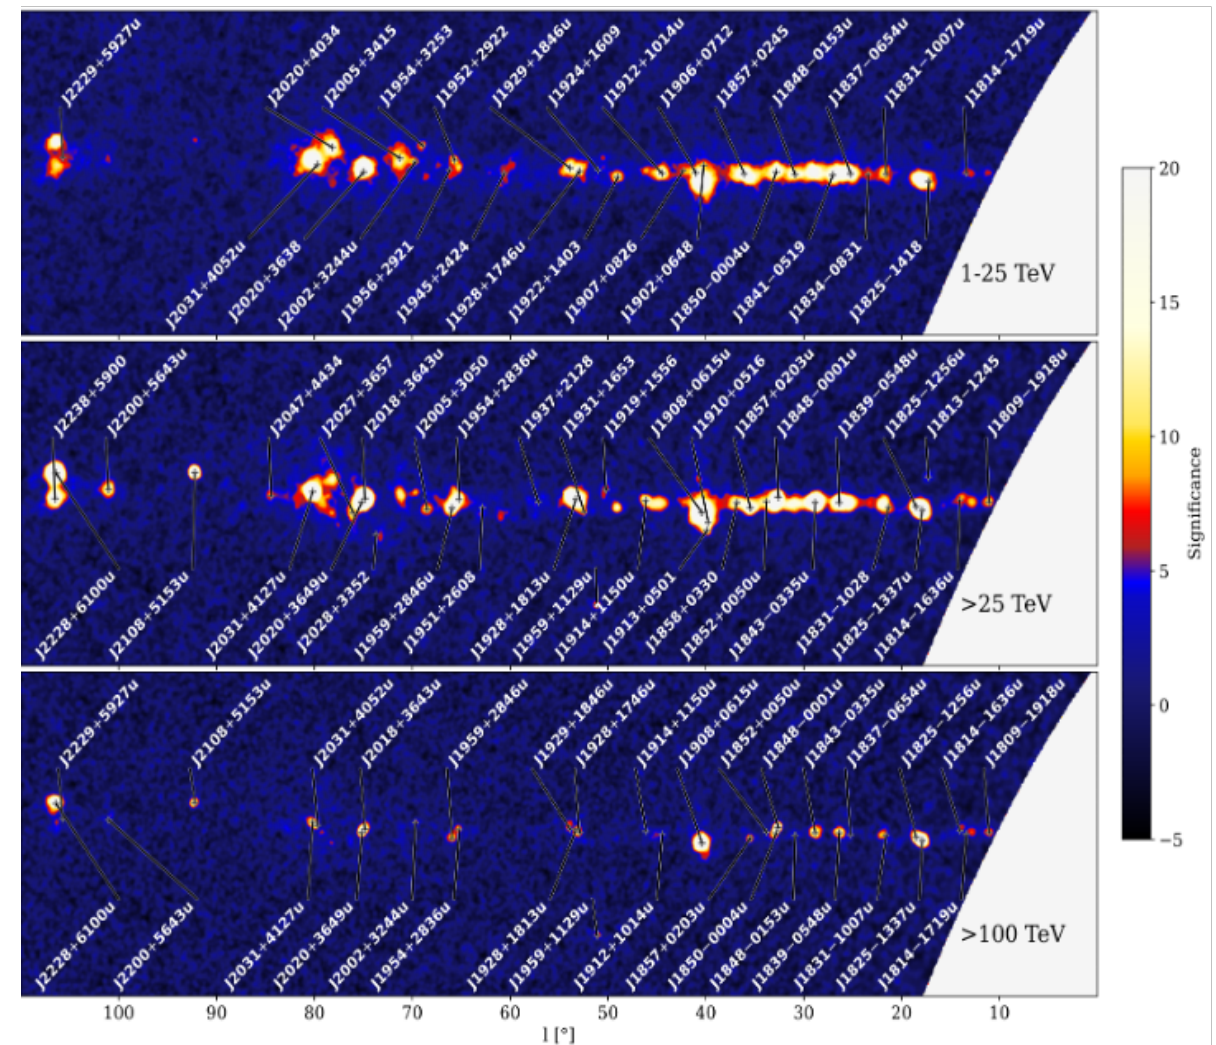 J2229+5927u
J2020+4034
J2005+3415
J1954+3253
J1952+2922
J1929+1846u
J1924+1609
J1912+1014u
J1906+0712
J1857+0245
J1848−0153u
J1837−0654u
J1831−1007u
J1814−1719u
J2031+4052u
J2020+3638
J2002+3244u
J1956+2921
J1945+2424
J1928+1746u
J1922+1403
J1907+0826
J1902+0648
J1850−0004u
J1841−0519
J1834−0831
J1825−1418
1-25 TeV
J2238+5900
J2200+5643u
J2047+4434
J2027+3657
J2018+3643u
J2005+3050
J1954+2836u
J1937+2128
J1931+1653
J1919+1556
J1908+0615u
J1910+0516
J1857+0203u
J1848−0001u
J1839−0548u
J1825−1256u
J1813−1245
J1809−1918u
J2228+6100u
J2108+5153u
J2031+4127u
J2020+3649u
J2028+3352
J1959+2846u
J1951+2608
J1928+1813u
J1959+1129u
J1914+1150u
J1913+0501
J1858+0330
J1852+0050u
J1843−0335u
J1831−1028
J1825−1337u
J1814−1636u
>25 TeV
J2229+5927u
J2108+5153u
J2031+4052u
J2018+3643u
J1959+2846u
J1929+1846u
J1928+1746u
J1914+1150u
J1908+0615u
J1852+0050u
J1848−0001u
J1843−0335u
J1837−0654u
J1825−1256u
J1814−1636u
J1809−1918u
J2228+6100u
J2200+5643u
J2031+4127u
J2020+3649u
J2002+3244u
J1954+2836u
J1928+1813u
J1959+1129u
J1912+1014u
J1857+0203u
J1850−0004u
J1848−0153u
J1839−0548u
J1831−1007u
J1825−1337u
J1814−1719u
>100 TeV
100 90 80 70 60 50 40 30 20 10
l [°]
20
15
10
5
0
−5
Significance